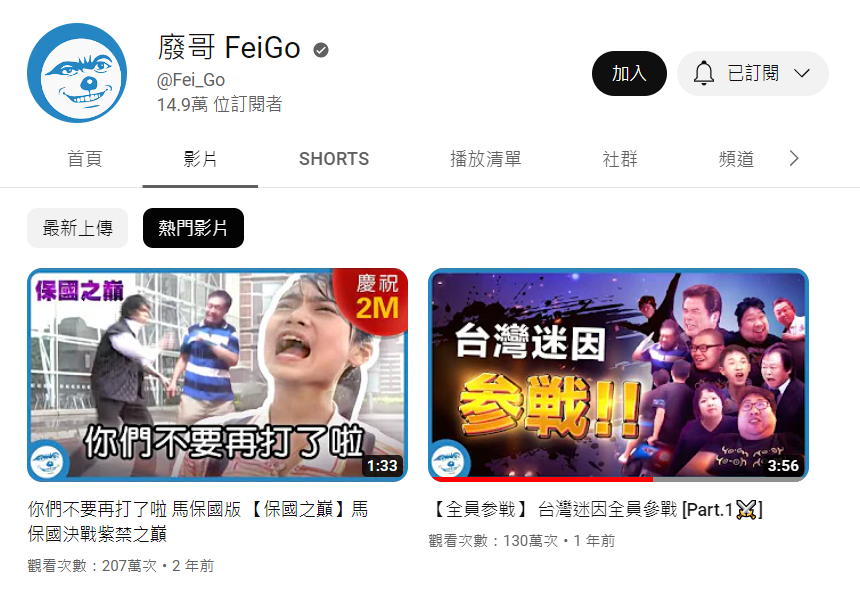 廢哥 FeiGo
@Fei_Go
14.9萬 位訂閱者
加入
已訂閱
首頁
影片
SHORTS
播放清單
社群
頻道
最新上傳
熱門影片
保國之巔
慶祝
2M
你們不要再打了啦
1:33
台灣迷因
参戦!!
3:56
你們不要再打了啦 馬保國版 【保國之巔】馬
保國決戰紫禁之巔
觀看次數：207萬次・2 年前
【全員參戰】 台灣迷因全員參戰 [Part.1⚔️]
觀看次數：130萬次・1 年前